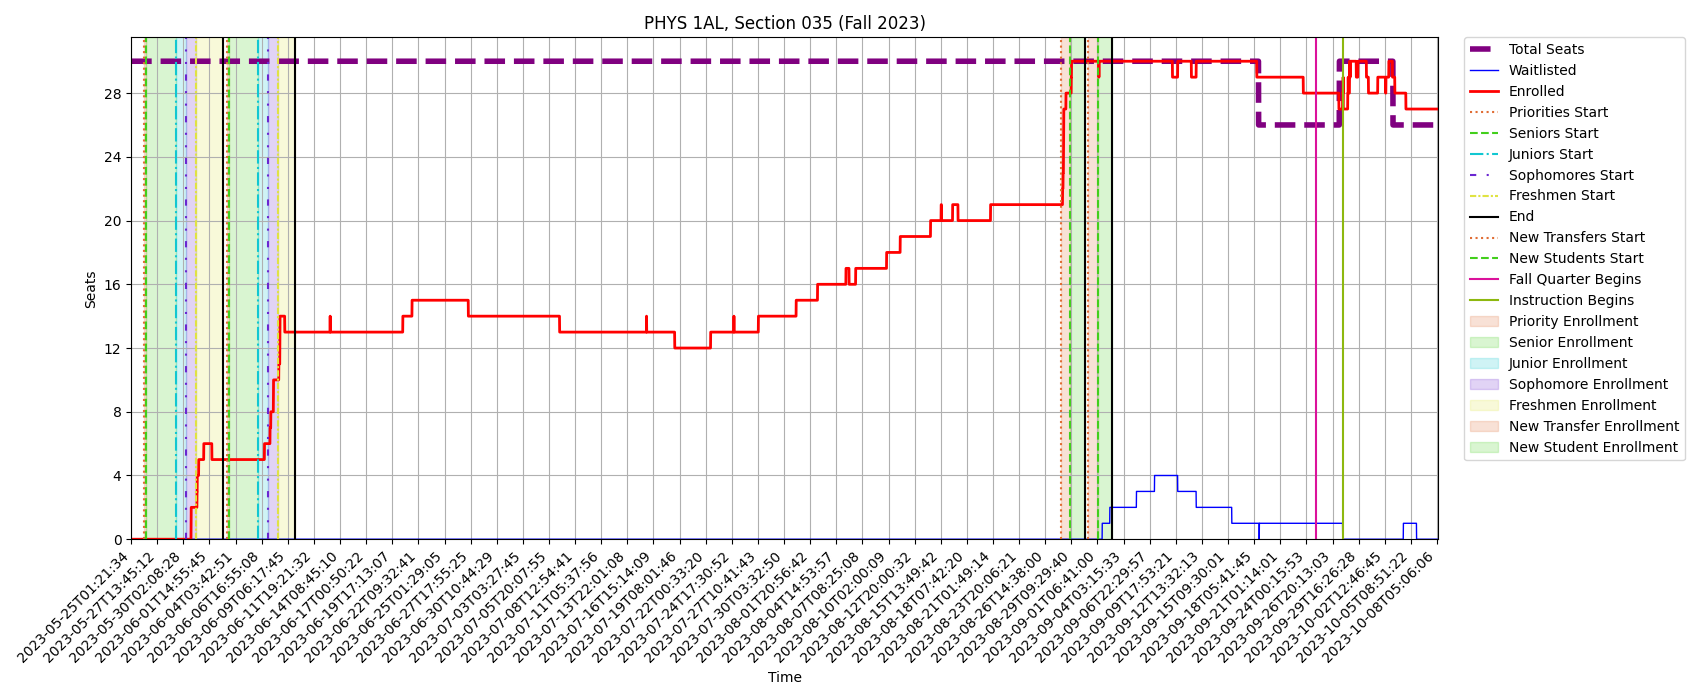 PHYS 1AL, Section 035 (Fall 2023)
Seats
28
24
20
16
12
8
4
0
2023-05-25T01:21:34
2023-05-27T13:45:12
2023-05-30T02:08:28
2023-06-01T14:55:45
2023-06-04T03:42:51
2023-06-06T16:55:08
2023-06-09T06:17:45
2023-06-11T19:21:32
2023-06-14T08:45:10
2023-06-17T00:50:22
2023-06-19T17:13:07
2023-06-22T09:32:41
2023-06-25T01:29:05
2023-06-27T17:55:25
2023-06-30T10:44:29
2023-07-03T03:27:45
2023-07-05T20:07:55
2023-07-08T12:54:41
2023-07-11T05:37:56
2023-07-13T22:01:08
2023-07-16T15:14:09
2023-07-19T08:01:46
2023-07-22T00:33:20
2023-07-24T17:30:52
2023-07-27T10:41:43
2023-07-30T03:32:50
2023-08-01T20:56:42
2023-08-04T14:53:57
2023-08-07T08:25:08
2023-08-10T02:00:09
2023-08-12T20:00:32
2023-08-15T13:49:42
2023-08-18T07:42:20
2023-08-21T01:49:14
2023-08-23T20:06:21
2023-08-26T14:38:00
2023-08-29T09:29:40
2023-09-01T06:41:00
2023-09-04T03:15:33
2023-09-06T22:29:57
2023-09-09T17:53:21
2023-09-12T13:32:13
2023-09-15T09:30:01
2023-09-18T05:41:45
2023-09-21T01:14:01
2023-09-24T00:15:53
2023-09-26T20:13:03
2023-09-29T16:26:28
2023-10-02T12:46:45
2023-10-05T08:51:22
2023-10-08T05:06:06
Time
Total Seats
Waitlisted
Enrolled
Priorities Start
Seniors Start
Juniors Start
Sophomores Start
Freshmen Start
End
New Transfers Start
New Students Start
Fall Quarter Begins
Instruction Begins
Priority Enrollment
Senior Enrollment
Junior Enrollment
Sophomore Enrollment
Freshmen Enrollment
New Transfer Enrollment
New Student Enrollment